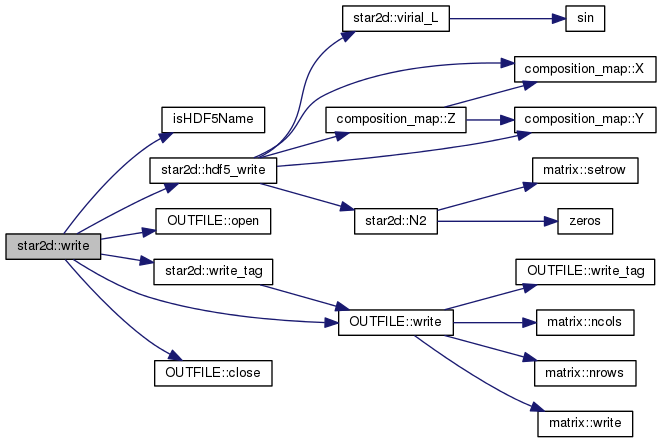 star2d::virial_L
sin
composition_map::X
isHDF5Name
composition_map::Z
composition_map::Y
star2d::hdf5_write
matrix::setrow
OUTFILE::open
star2d::N2
zeros
star2d::write
star2d::write_tag
OUTFILE::write_tag
OUTFILE::write
matrix::ncols
OUTFILE::close
matrix::nrows
matrix::write